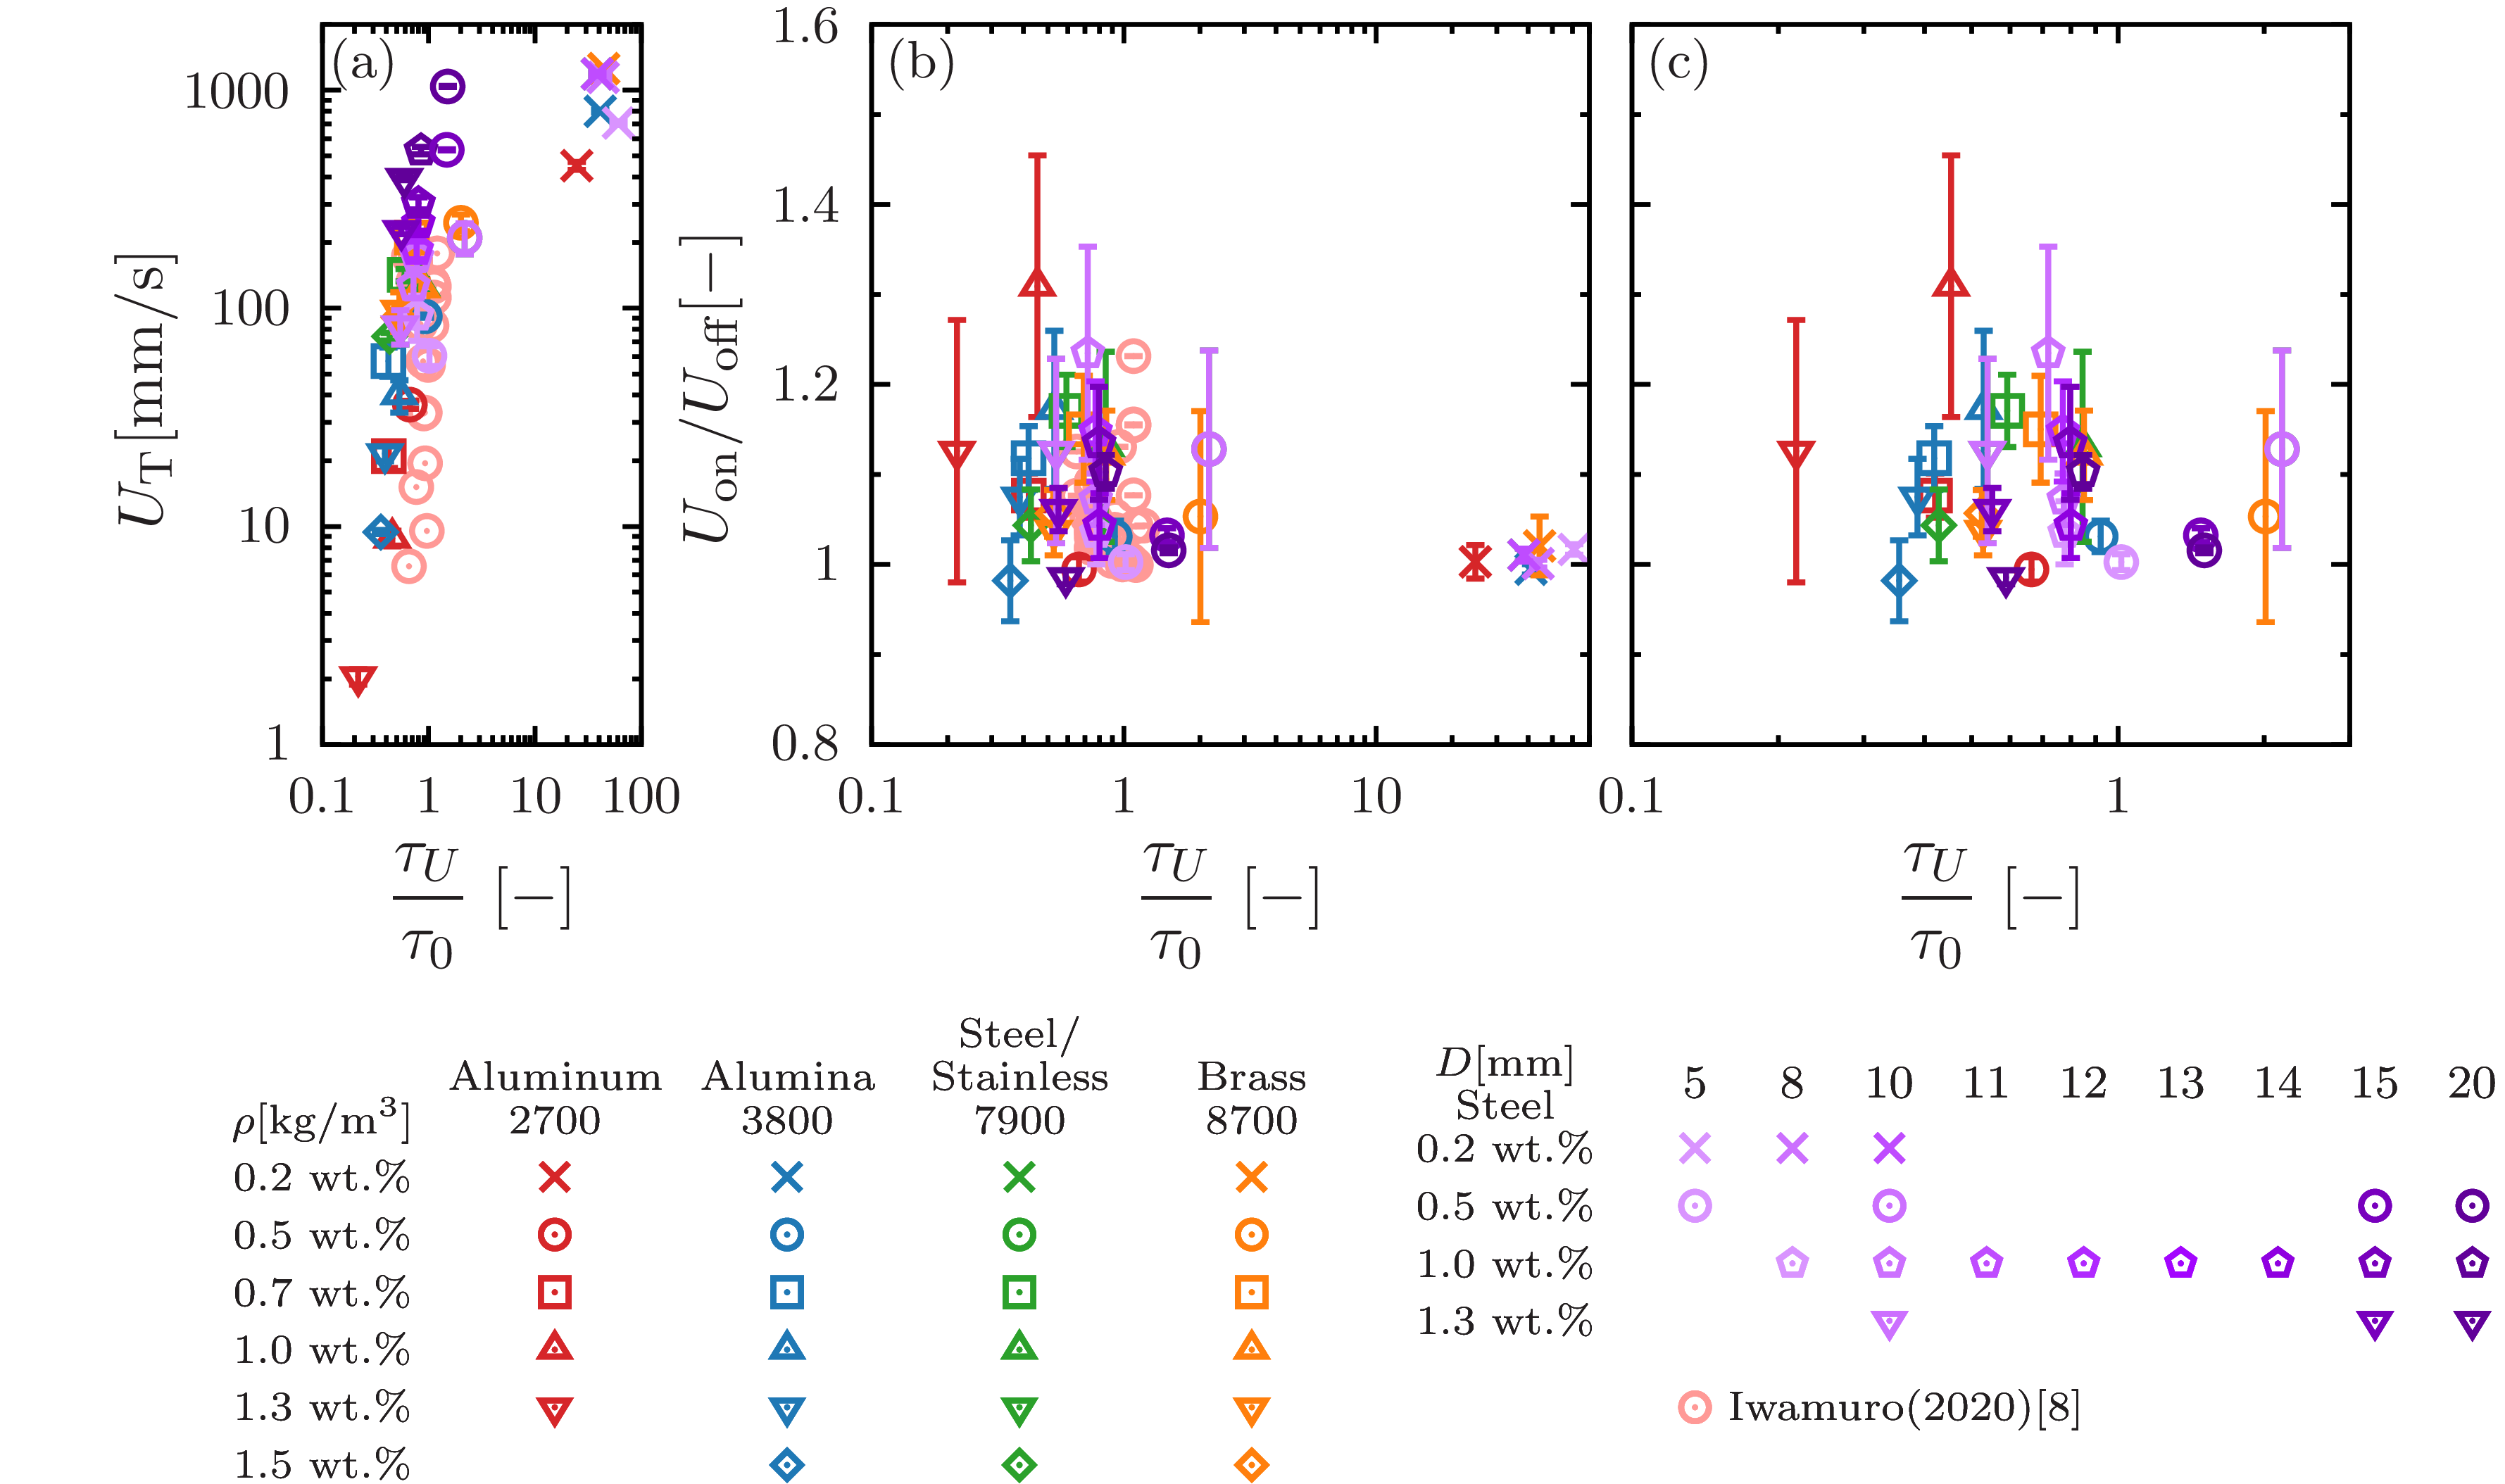 (a)
(b)
(c)
1000
100
10
1
U_T[mm/s]
0.1 1 10 100
τ_U/τ_0 [−]
1.6
1.4
1.2
1
0.8
U_on/U_off[−]
0.1 1 10
τ_U/τ_0 [−]
0.1 1
τ_U/τ_0 [−]
Steel/
Aluminum Alumina Stainless Brass
ρ[kg/m³] 2700 3800 7900 8700
0.2 wt.%
0.5 wt.%
0.7 wt.%
1.0 wt.%
1.3 wt.%
1.5 wt.%
D[mm] 5 8 10 11 12 13 14 15 20
Steel
0.2 wt.%
0.5 wt.%
1.0 wt.%
1.3 wt.%
Iwamuro(2020)[8]